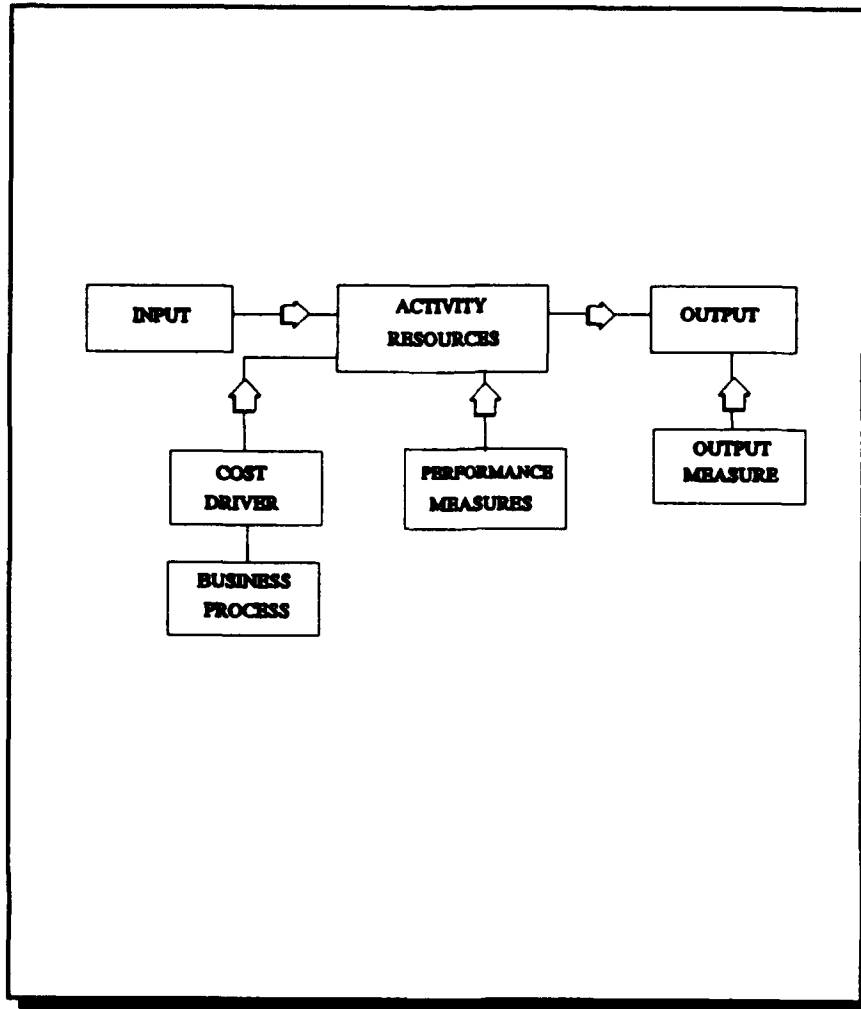 INPUT
ACTIVITY
RESOURCES
OUTPUT
COST
DRIVER
PERFORMANCE
MEASURES
OUTPUT
MEASURE
BUSINESS
PROCESS